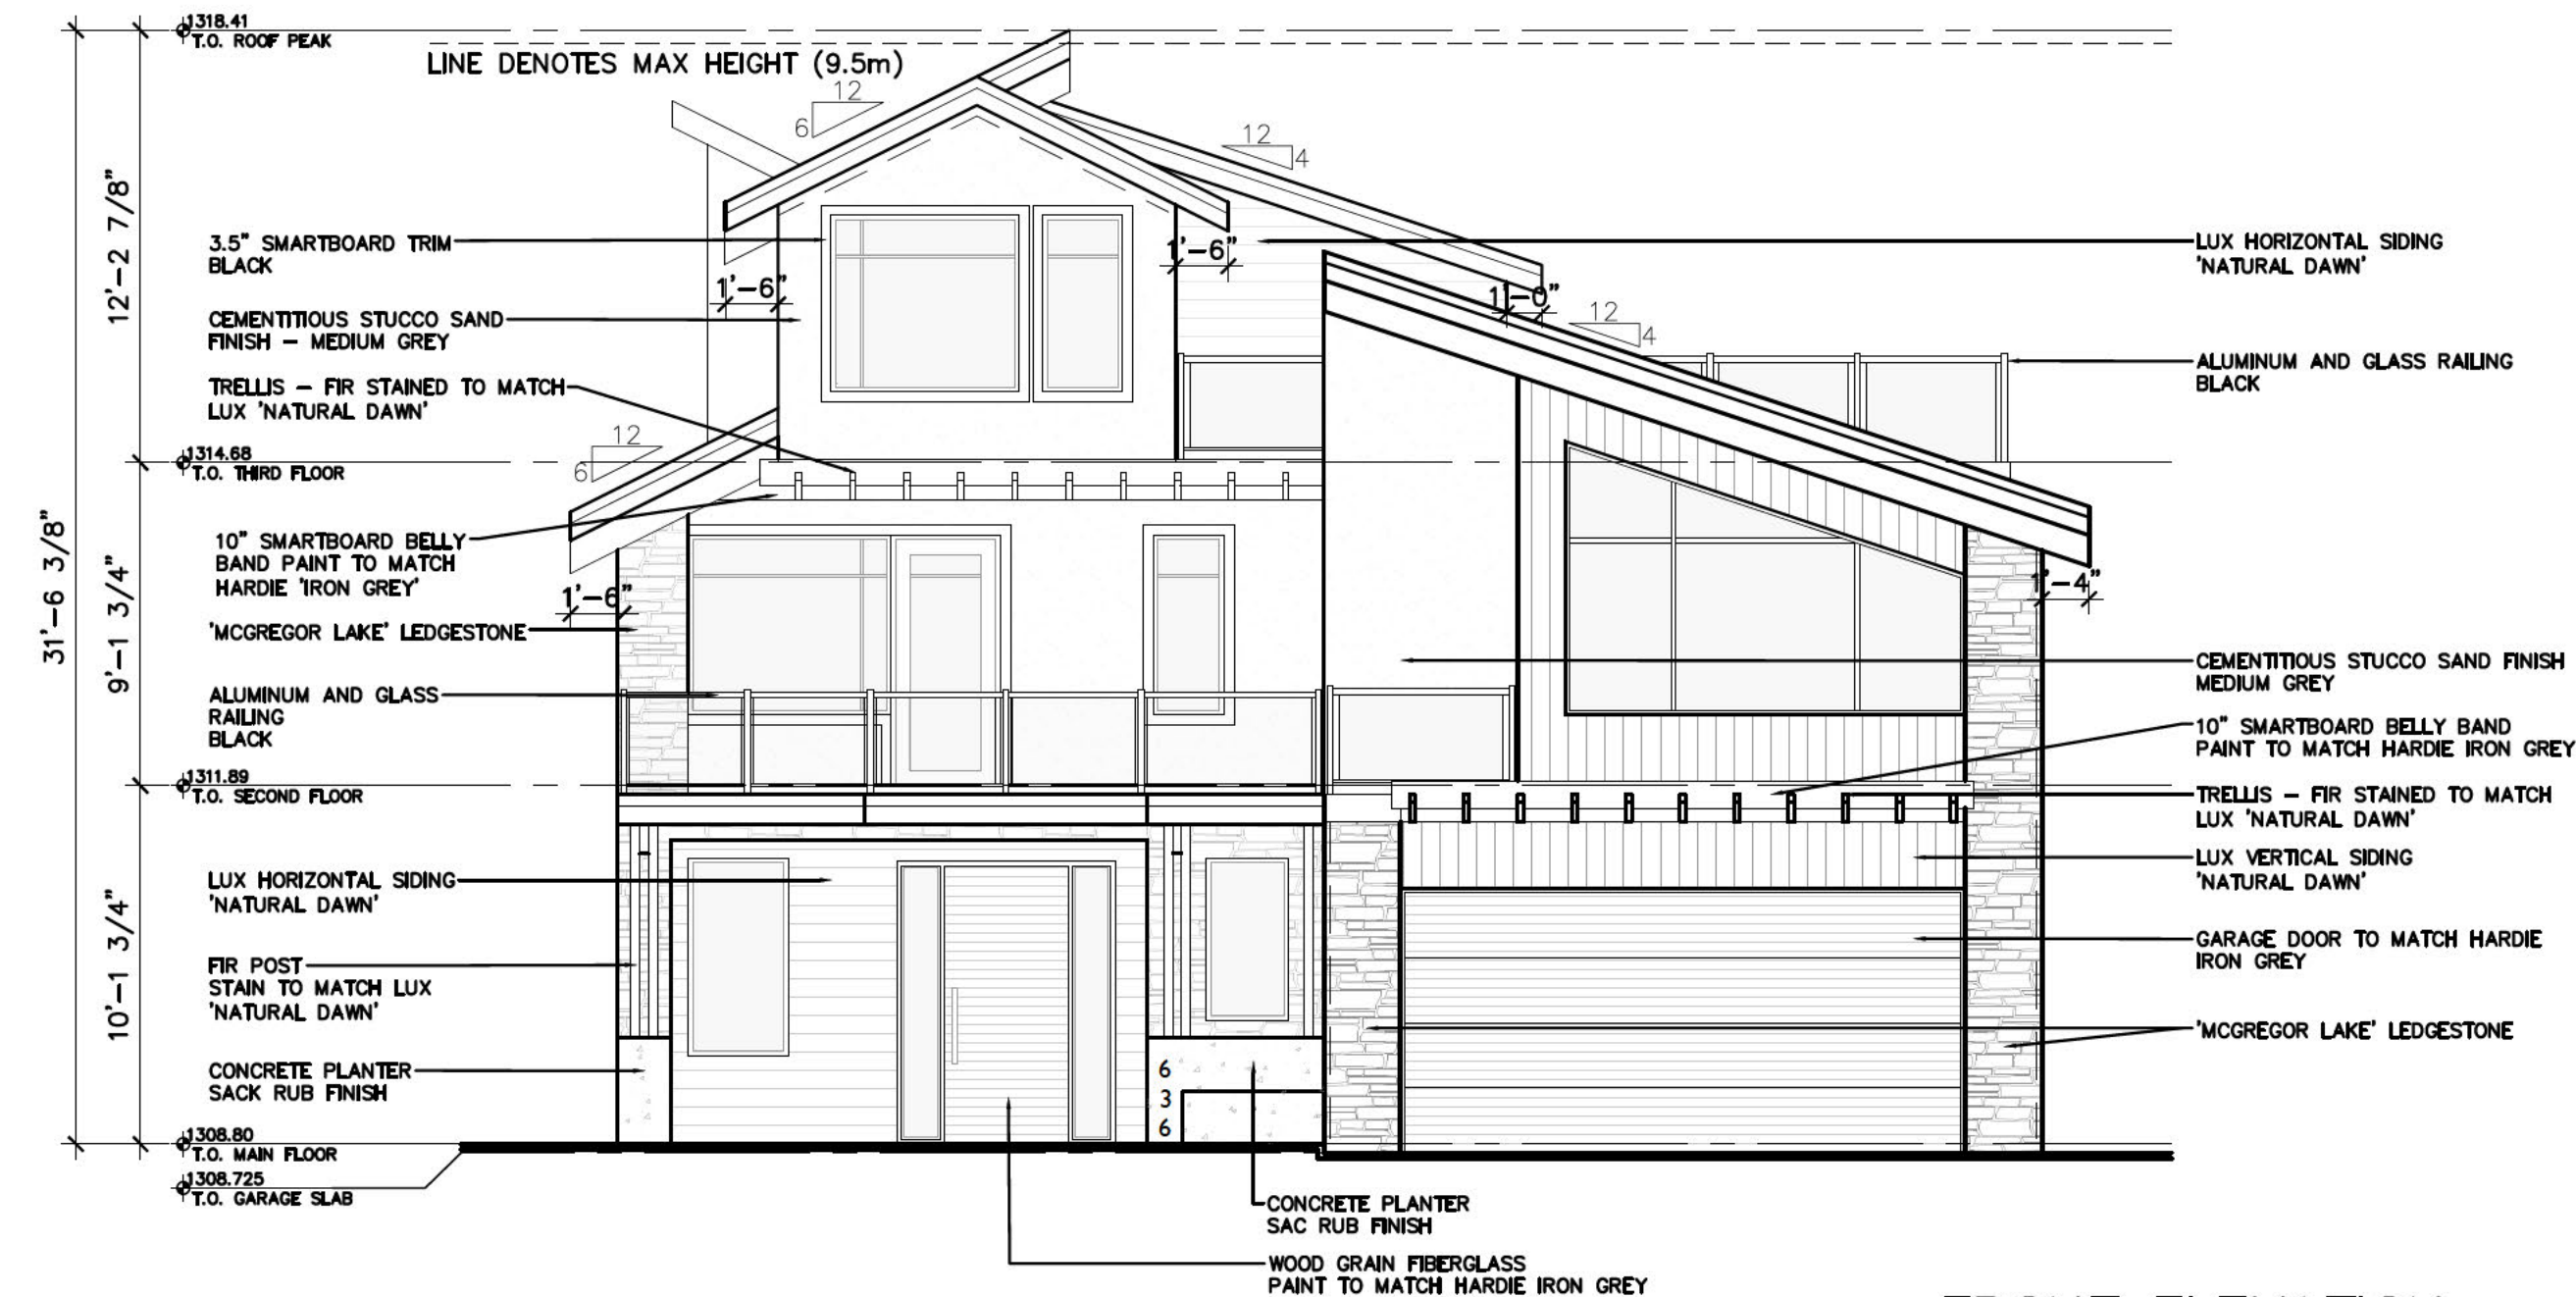 1318.41
T.O. ROOF PEAK
LINE DENOTES MAX HEIGHT (9.5m)
12
6
12
4
12
4
12
6
31'-6 3/8"
12'-2 7/8"
9'-1 3/4"
10'-1 3/4"
3.5" SMARTBOARD TRIM
BLACK
CEMENTITIOUS STUCCO SAND
FINISH – MEDIUM GREY
TRELLIS – FIR STAINED TO MATCH
LUX 'NATURAL DAWN'
1314.68
T.O. THIRD FLOOR
10" SMARTBOARD BELLY
BAND PAINT TO MATCH
HARDIE 'IRON GREY'
'MCGREGOR LAKE' LEDGESTONE
ALUMINUM AND GLASS
RAILING
BLACK
1311.89
T.O. SECOND FLOOR
LUX HORIZONTAL SIDING
'NATURAL DAWN'
FIR POST
STAIN TO MATCH LUX
'NATURAL DAWN'
CONCRETE PLANTER
SACK RUB FINISH
1308.80
T.O. MAIN FLOOR
1308.725
T.O. GARAGE SLAB
1'-6"
1'-6"
1'-0"
1'-6"
1'-4"
6
3
6
LUX HORIZONTAL SIDING
'NATURAL DAWN'
ALUMINUM AND GLASS RAILING
BLACK
CEMENTITIOUS STUCCO SAND FINISH
MEDIUM GREY
10" SMARTBOARD BELLY BAND
PAINT TO MATCH HARDIE IRON GREY
TRELLIS – FIR STAINED TO MATCH
LUX 'NATURAL DAWN'
LUX VERTICAL SIDING
'NATURAL DAWN'
GARAGE DOOR TO MATCH HARDIE
IRON GREY
'MCGREGOR LAKE' LEDGESTONE
CONCRETE PLANTER
SAC RUB FINISH
WOOD GRAIN FIBERGLASS
PAINT TO MATCH HARDIE IRON GREY